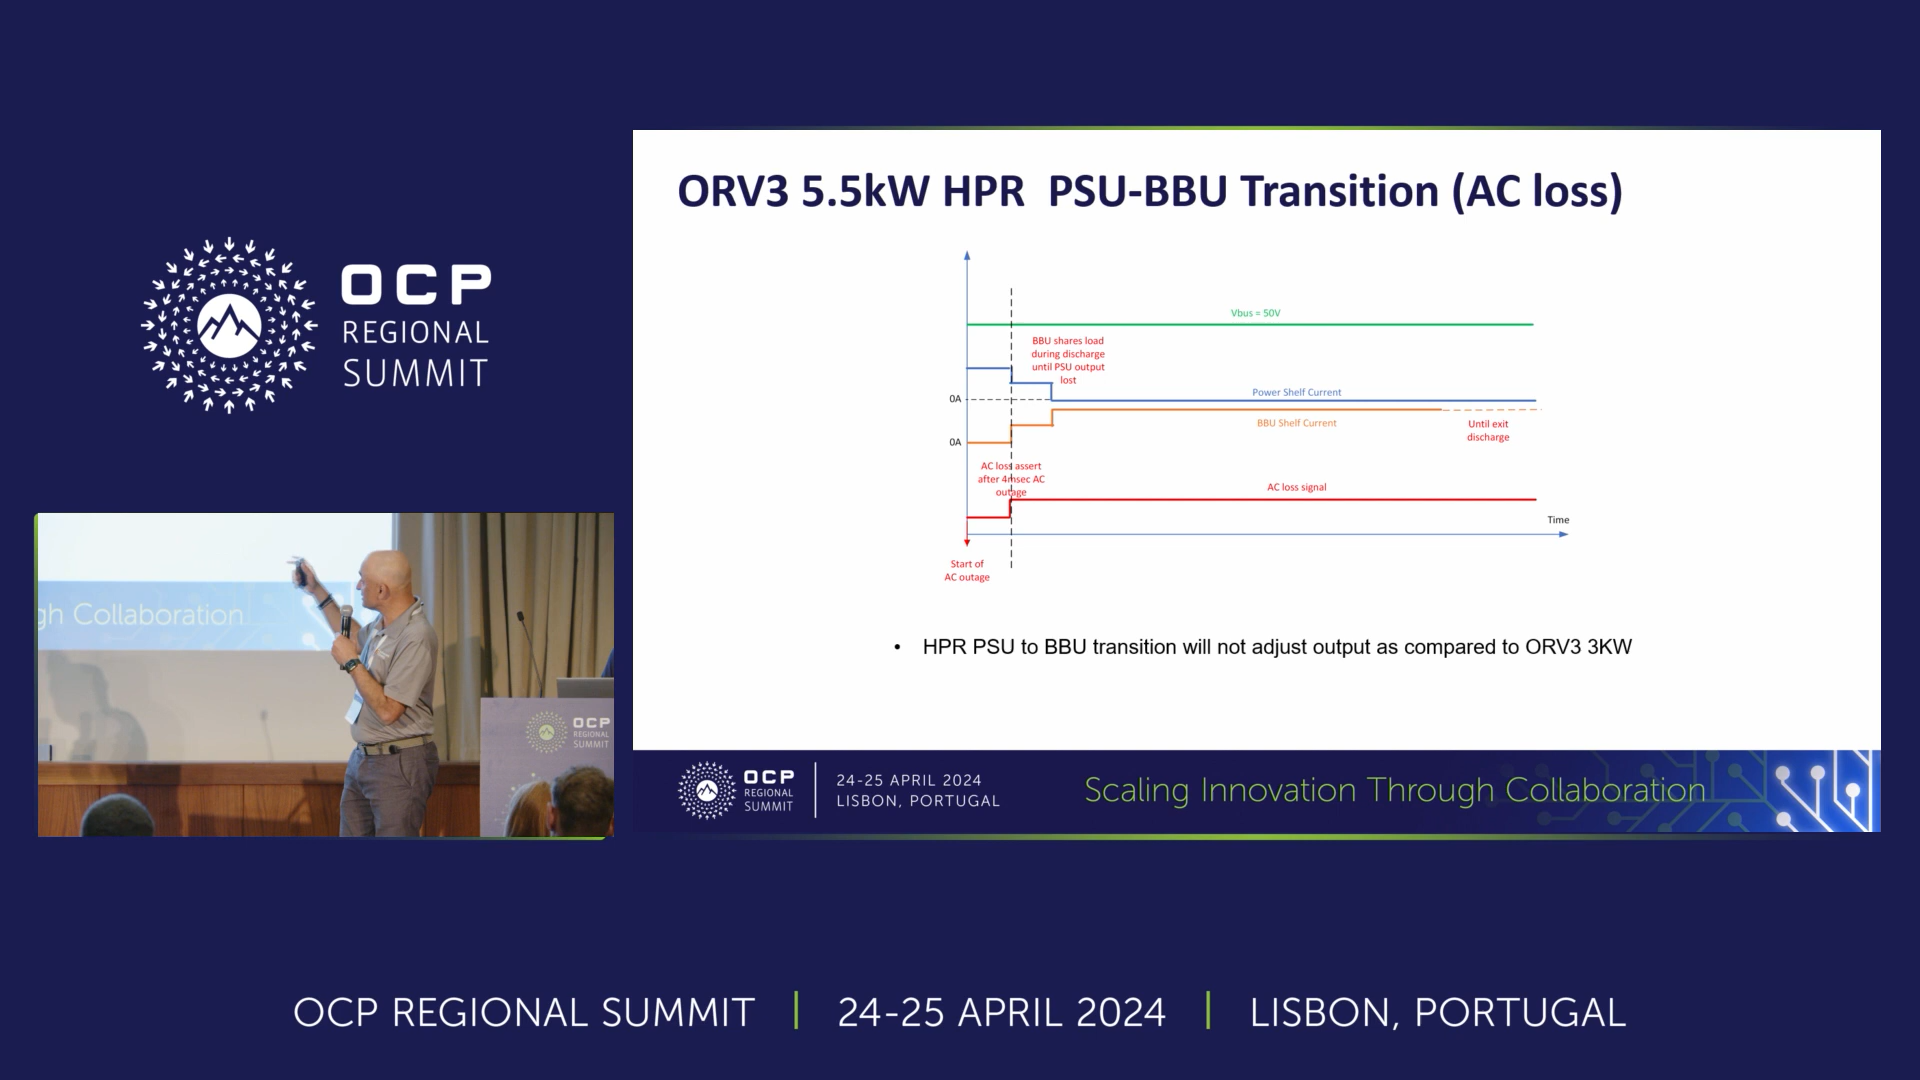 OCP
REGIONAL
SUMMIT
gh Collaboration
OCP
REGIONAL
SUMMIT
ORV3 5.5kW HPR PSU-BBU Transition (AC loss)
Vbus = 50V
BBU shares load
during discharge
until PSU output
lost
0A
Power Shelf Current
BBU Shelf Current
Until exit
discharge
0A
AC loss assert
after 4msec AC
outage
AC loss signal
Time
Start of
AC outage
• HPR PSU to BBU transition will not adjust output as compared to ORV3 3KW
OCP
REGIONAL
SUMMIT
24-25 APRIL 2024
LISBON, PORTUGAL
Scaling Innovation Through Collaboration
OCP REGIONAL SUMMIT | 24-25 APRIL 2024 | LISBON, PORTUGAL